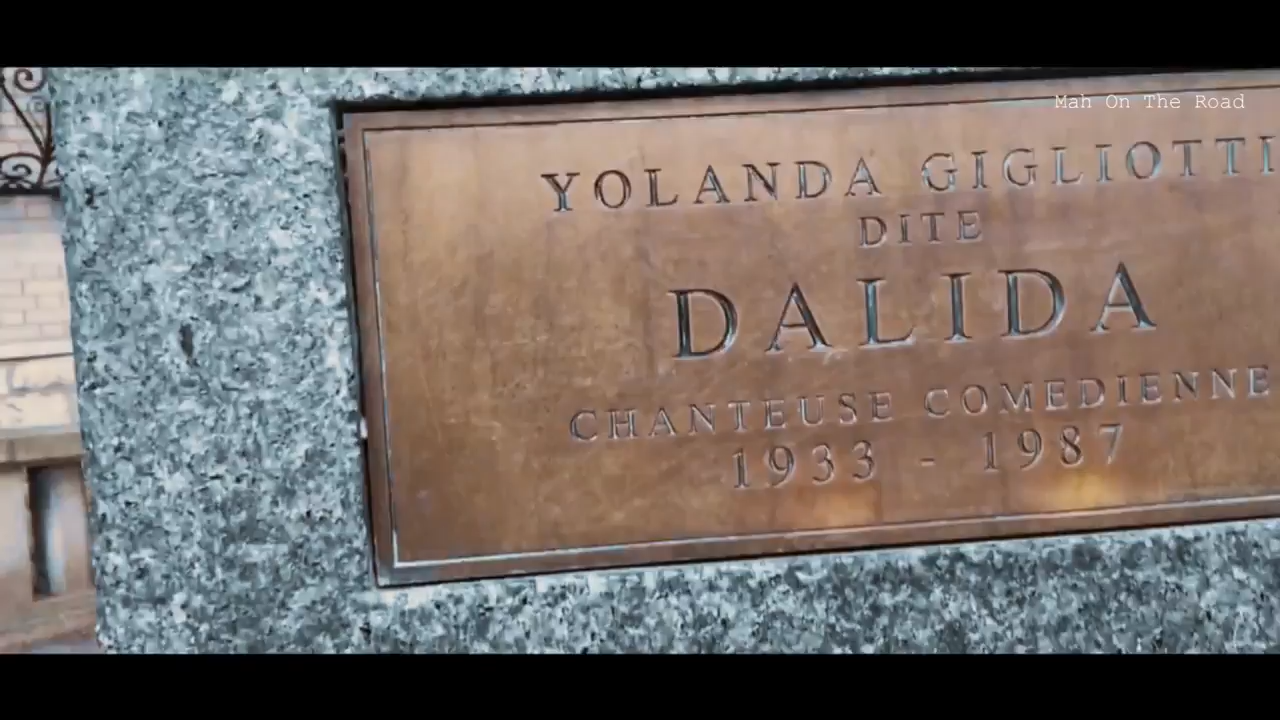 Mah On The Road
YOLANDA GIGLIOTTI
DITE
DALIDA
CHANTEUSE COMEDIENNE
1933 - 1987